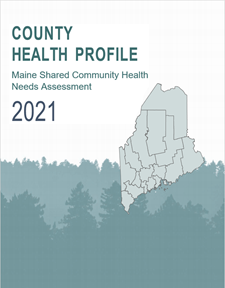 COUNTY
HEALTH PROFILE
Maine Shared Community Health
Needs Assessment
2021